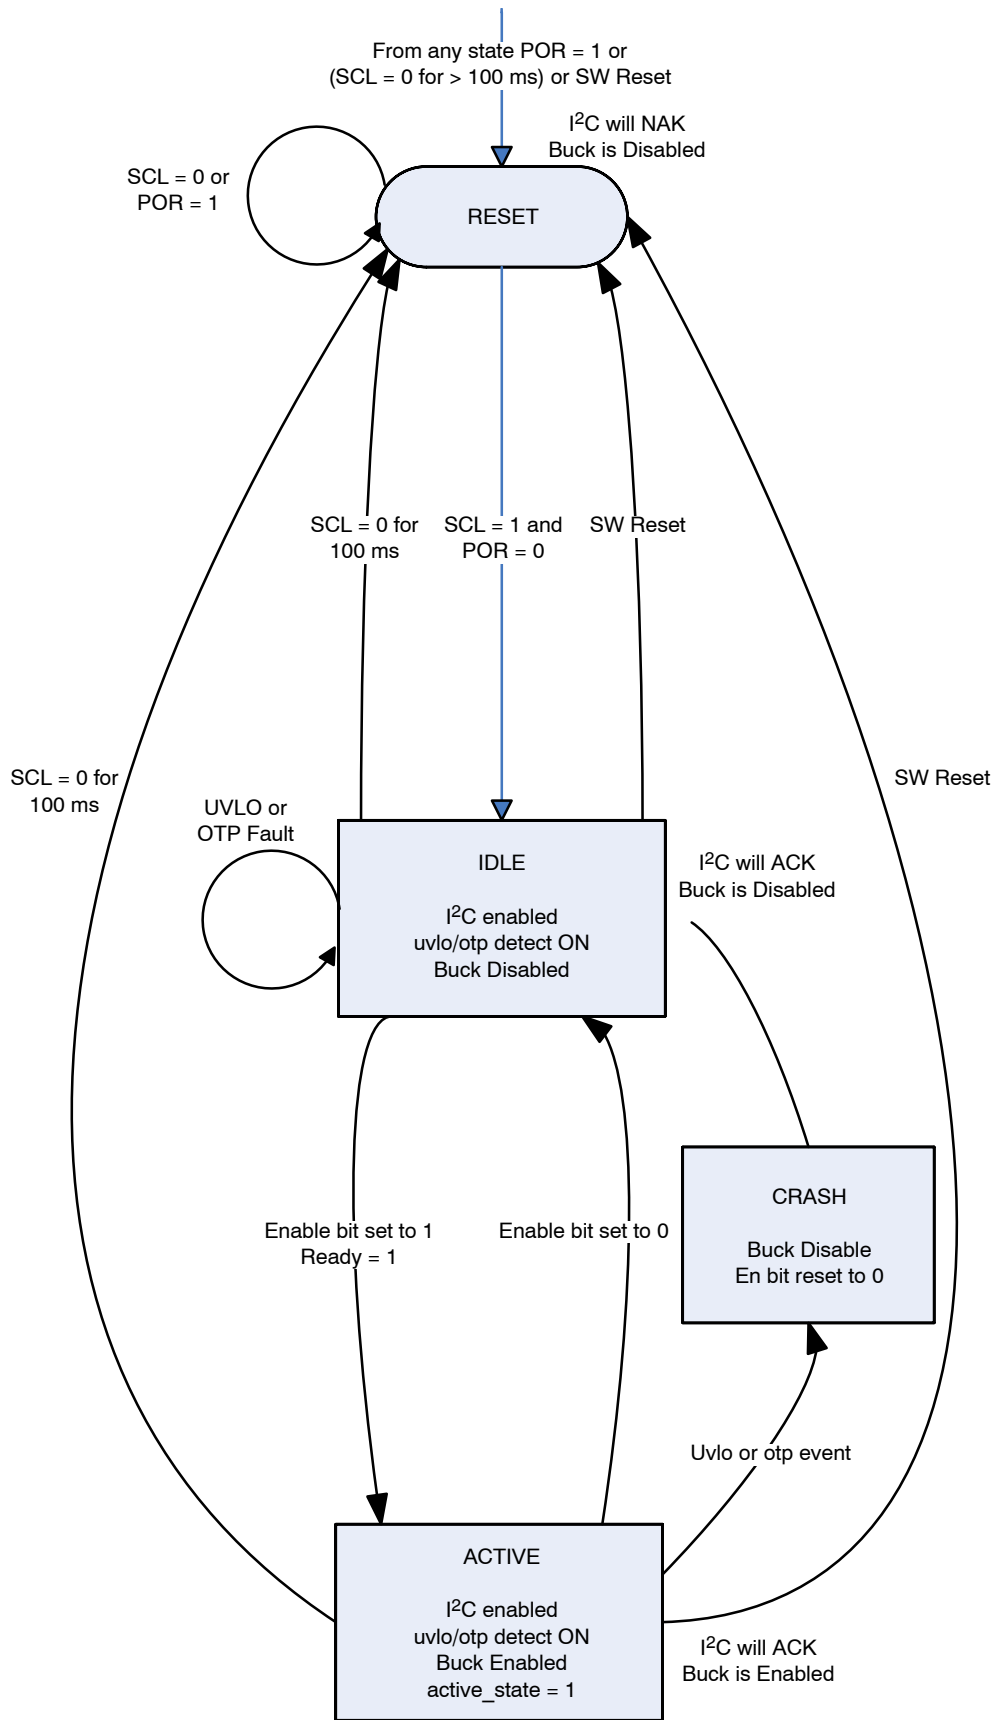 From any state POR = 1 or
(SCL = 0 for > 100 ms) or SW Reset
I²C will NAK
Buck is Disabled
SCL = 0 or
POR = 1
RESET
SCL = 0 for
100 ms
SCL = 1 and
POR = 0
SW Reset
SCL = 0 for
100 ms
SW Reset
UVLO or
OTP Fault
IDLE
I²C enabled
uvlo/otp detect ON
Buck Disabled
I²C will ACK
Buck is Disabled
CRASH
Buck Disable
En bit reset to 0
Enable bit set to 1
Ready = 1
Enable bit set to 0
Uvlo or otp event
ACTIVE
I²C enabled
uvlo/otp detect ON
Buck Enabled
active_state = 1
I²C will ACK
Buck is Enabled